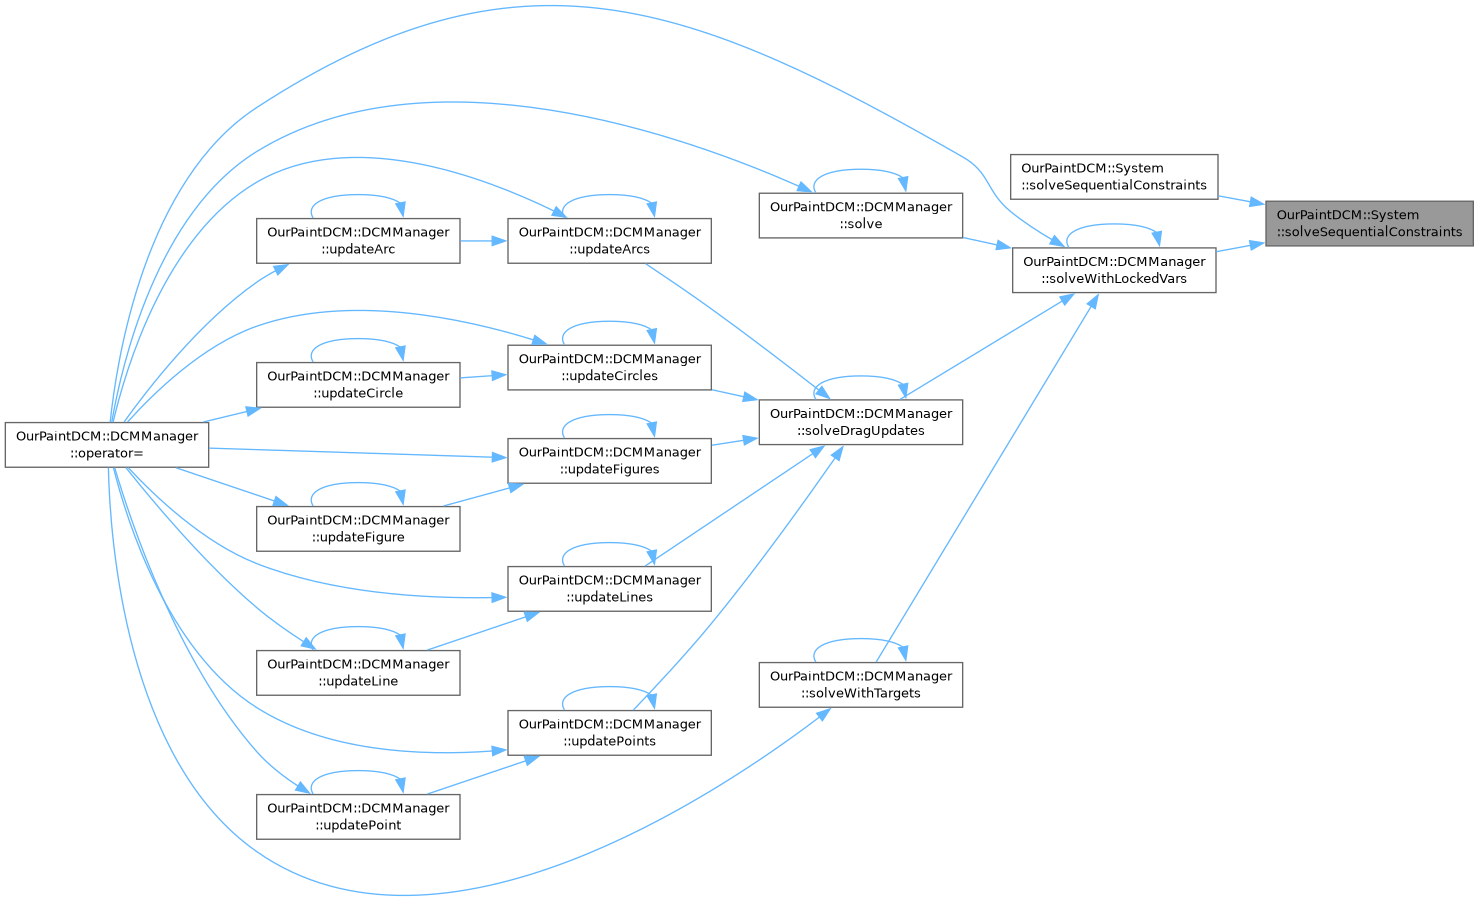 OurPaintDCM::System
::solveSequentialConstraints
OurPaintDCM::System
::solveSequentialConstraints
OurPaintDCM::DCMManager
::solve
OurPaintDCM::DCMManager
::updateArc
OurPaintDCM::DCMManager
::updateArcs
OurPaintDCM::DCMManager
::solveWithLockedVars
OurPaintDCM::DCMManager
::updateCircles
OurPaintDCM::DCMManager
::updateCircle
OurPaintDCM::DCMManager
::solveDragUpdates
OurPaintDCM::DCMManager
::operator=
OurPaintDCM::DCMManager
::updateFigures
OurPaintDCM::DCMManager
::updateFigure
OurPaintDCM::DCMManager
::updateLines
OurPaintDCM::DCMManager
::updateLine
OurPaintDCM::DCMManager
::solveWithTargets
OurPaintDCM::DCMManager
::updatePoints
OurPaintDCM::DCMManager
::updatePoint